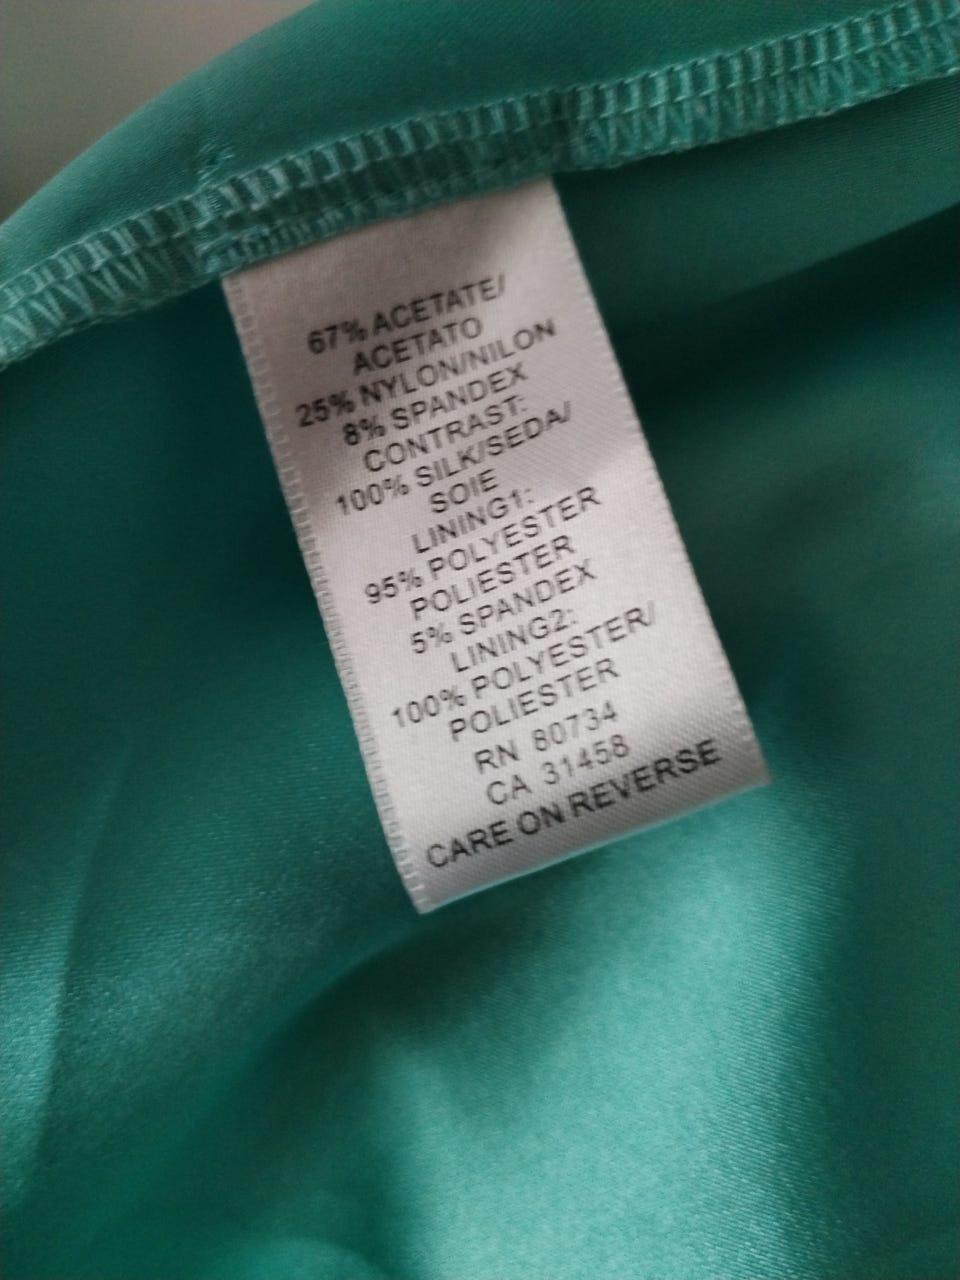 67% ACETATE/
ACETATO
25% NYLON/NILON
8% SPANDEX
CONTRAST:
100% SILK/SEDA/
SOIE
LINING1:
95% POLYESTER
POLIESTER
5% SPANDEX
LINING2:
100% POLYESTER/
POLIESTER
RN 80734
CA 31458
CARE ON REVERSE